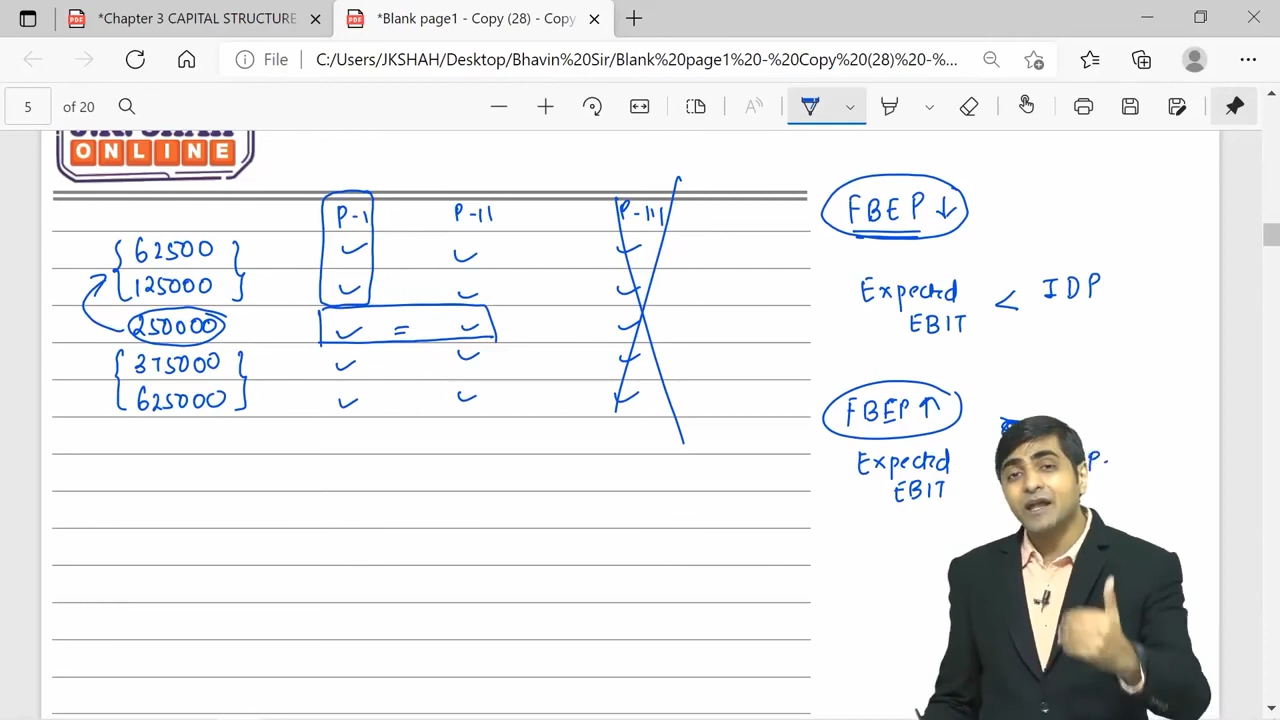 *Chapter 3 CAPITAL STRUCTURE
*Blank page1 - Copy (28) - Copy
File
C:/Users/JKSHAH/Desktop/Bhavin%20Sir/Blank%20page1%20-%20Copy%20(28)%20-%...
5 of 20
ONLINE
P-I P-II P-III
62500
125000
250000 =
375000
625000
FBEP↓
Expected EBIT < IDP
FBEP↑
Expected EBIT P.